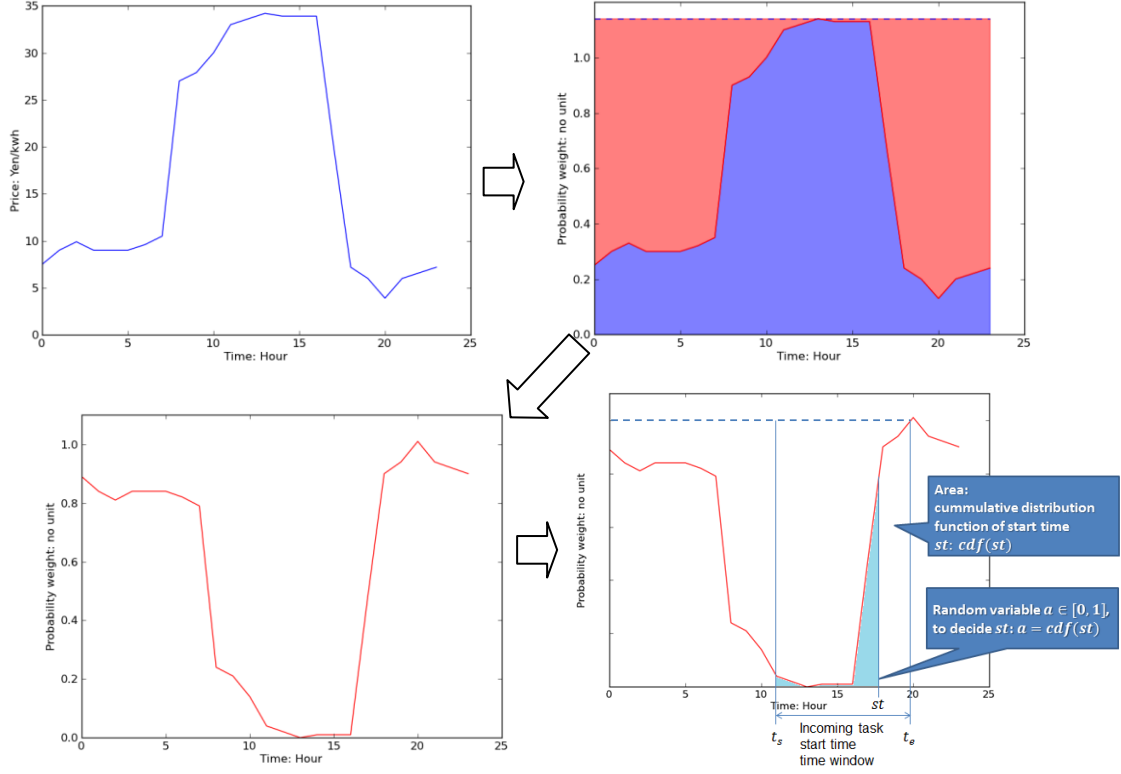 35
30
25
20
15
10
5
0
Price: Yen/kwh
0 5 10 15 20 25
Time: Hour
1.0
0.8
0.6
0.4
0.2
0.0
Probability weight: no unit
0 5 10 15 20 25
Time: Hour
1.0
0.8
0.6
0.4
0.2
0.0
Probability weight: no unit
0 5 10 15 20 25
Time: Hour
Probability weight: no unit
0 5 10 15 20 25
Time: Hour
st
t_s
t_e
Incoming task
start time
time window
Area:
cummulative distribution
function of start time
st: cdf(st)
Random variable a ∈ [0, 1],
to decide st: a = cdf(st)